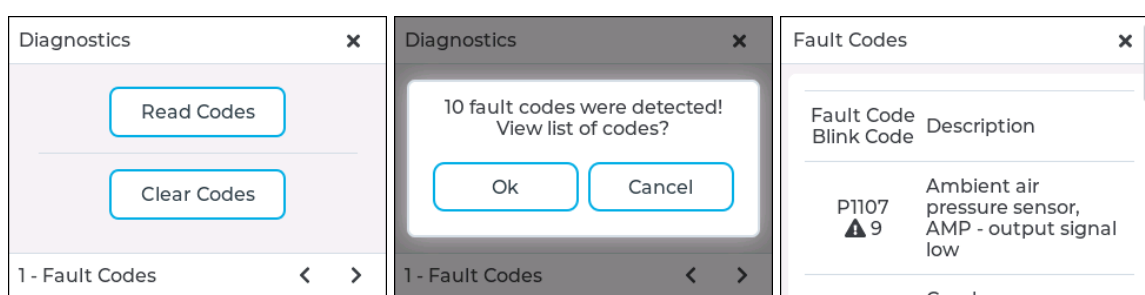 Diagnostics
Read Codes
Clear Codes
1 - Fault Codes
Diagnostics
10 fault codes were detected!
View list of codes?
Ok
Cancel
1 - Fault Codes
Fault Codes
Fault Code
Blink Code
Description
P1107
9
Ambient air
pressure sensor,
AMP - output signal
low